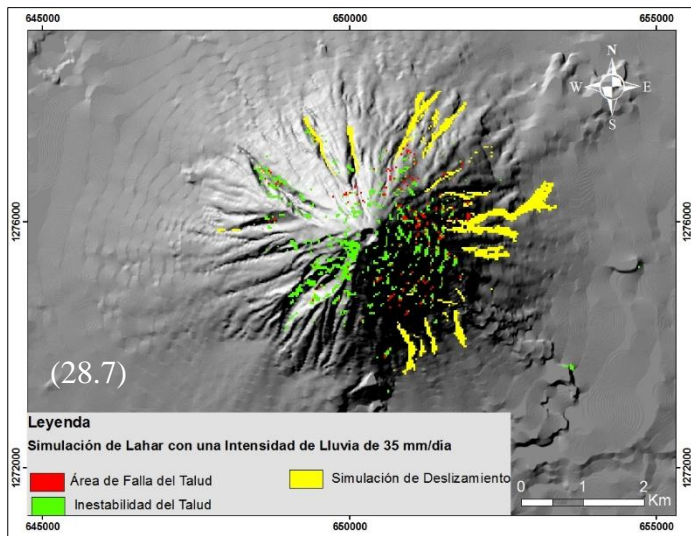 645000 650000 655000
N
W E
S
1276000 1276000
(28.7)
Leyenda
Simulación de Lahar con una Intensidad de Lluvia de 35 mm/día
Área de Falla del Talud
Simulación de Deslizamiento
Inestabilidad del Talud
0 1 2
Km
1272000 1272000
645000 650000 655000